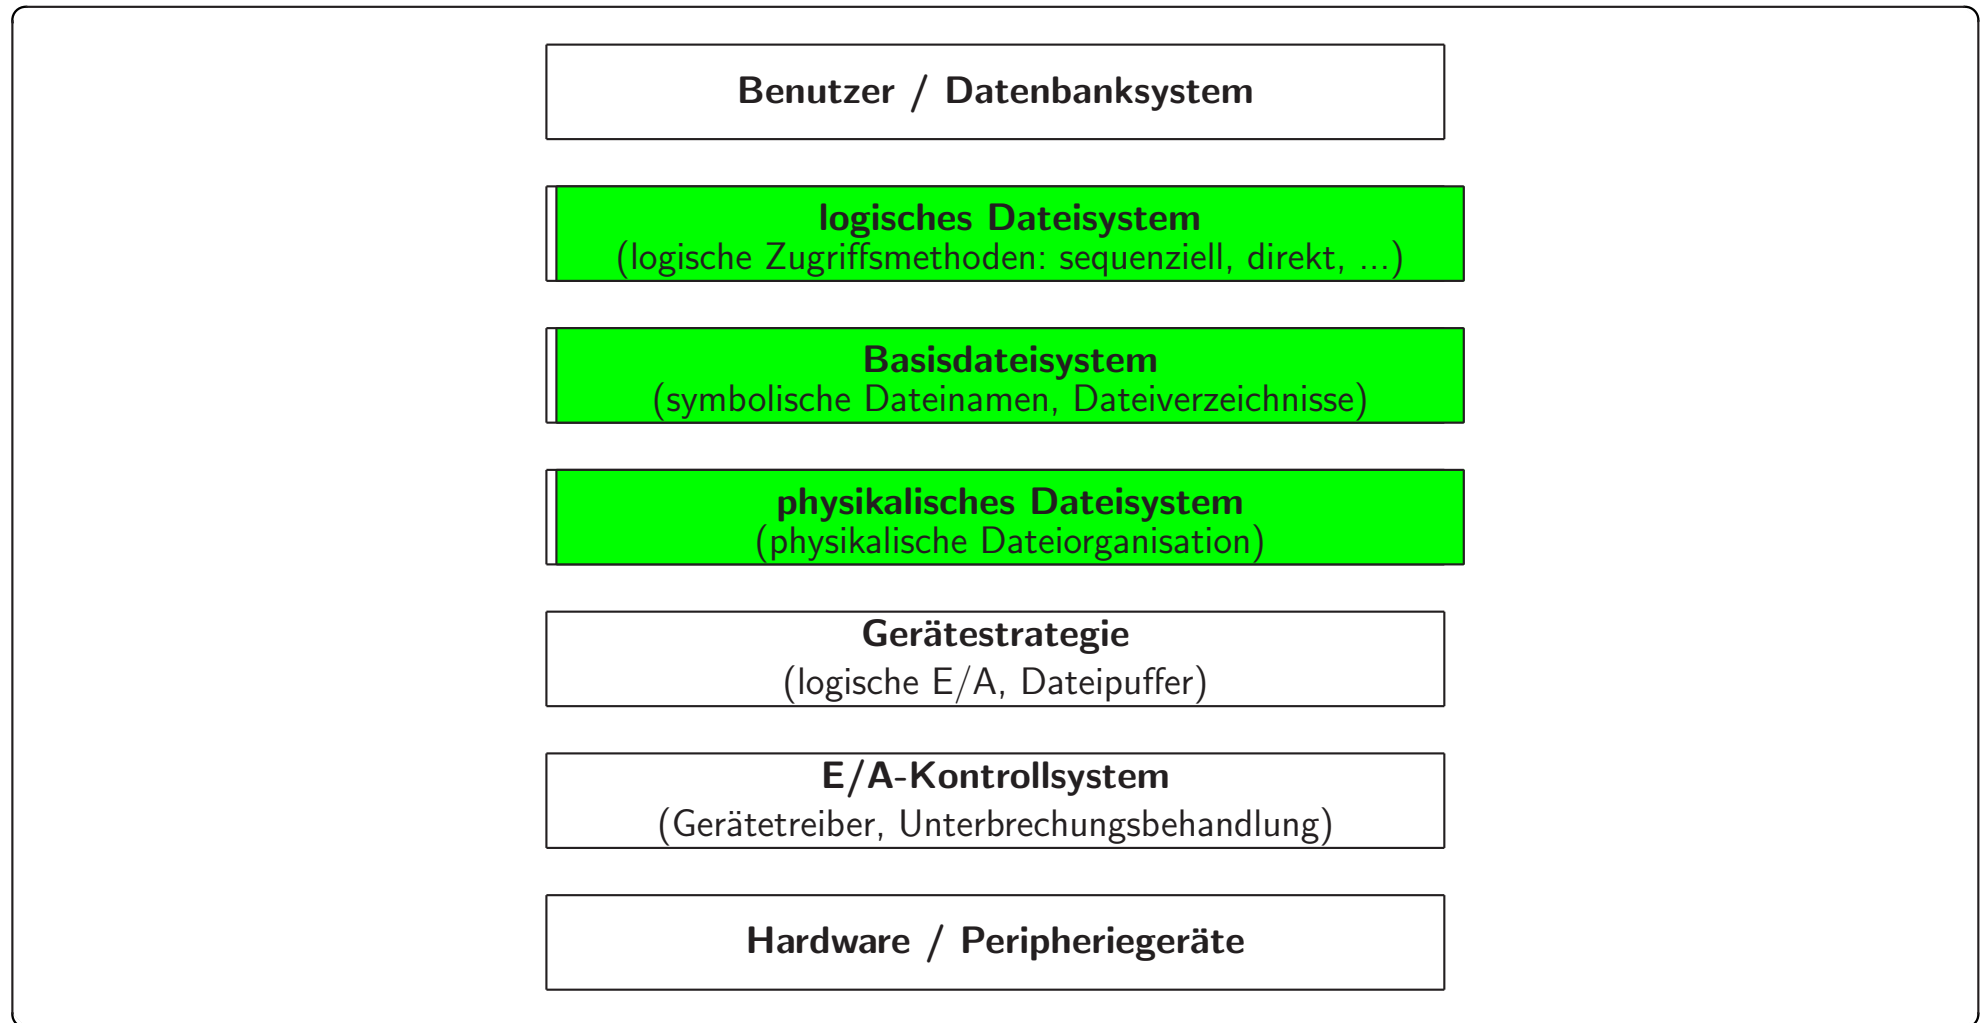 Benutzer / Datenbanksystem
logisches Dateisystem
(logische Zugriffsmethoden: sequenziell, direkt, ...)
Basisdateisystem
(symbolische Dateinamen, Dateiverzeichnisse)
physikalisches Dateisystem
(physikalische Dateiorganisation)
Gerätestrategie
(logische E/A, Dateipuffer)
E/A-Kontrollsystem
(Gerätetreiber, Unterbrechungsbehandlung)
Hardware / Peripheriegeräte